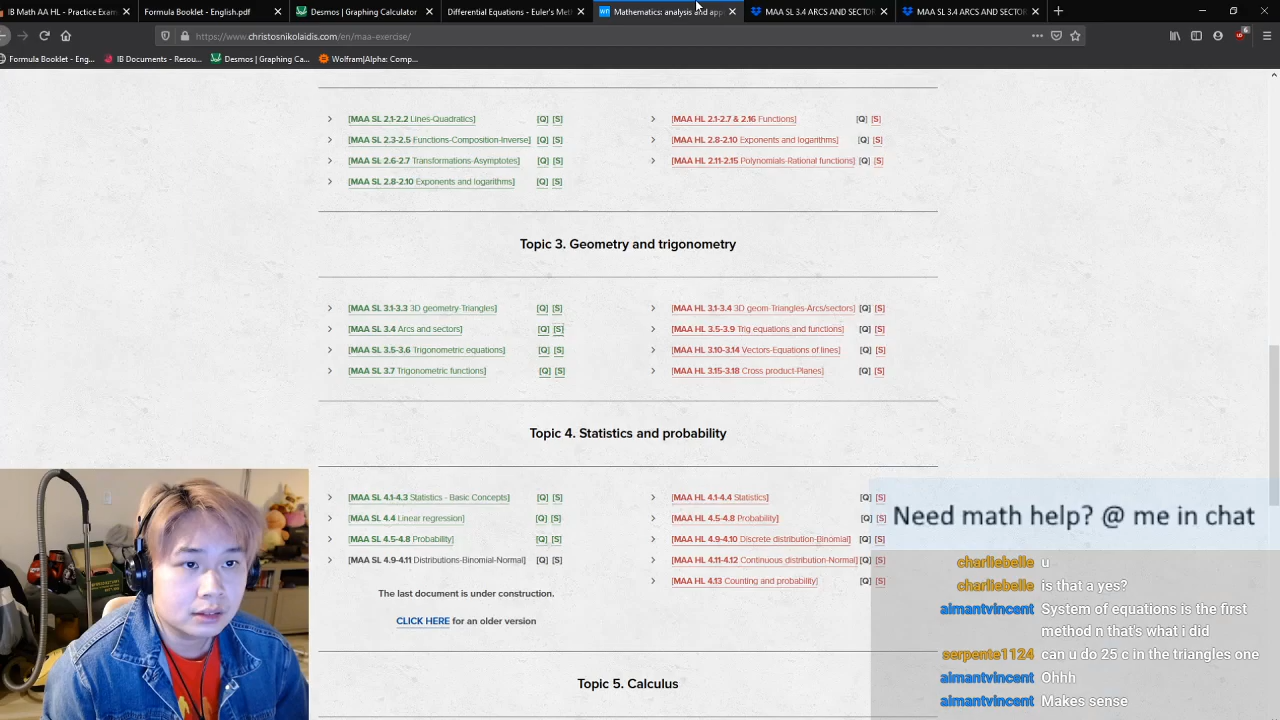 IB Math AA HL - Practice Exam
Formula Booklet - English.pdf
Desmos | Graphing Calculator
Differential Equations - Euler's Met
Mathematics: analysis and app
MAA SL 3.4 ARCS AND SECTOR
MAA SL 3.4 ARCS AND SECTOR
https://www.christosnikolaidis.com/en/maa-exercise/
Formula Booklet - Eng...
IB Documents - Resou...
Desmos | Graphing Ca...
Wolfram|Alpha: Comp...
[MAA SL 2.1-2.2 Lines-Quadratics] [Q] [S]
[MAA HL 2.1-2.7 & 2.16 Functions] [Q] [S]
[MAA SL 2.3-2.5 Functions-Composition-Inverse] [Q] [S]
[MAA HL 2.8-2.10 Exponents and logarithms] [Q] [S]
[MAA SL 2.6-2.7 Transformations-Asymptotes] [Q] [S]
[MAA HL 2.11-2.15 Polynomials-Rational functions] [Q] [S]
[MAA SL 2.8-2.10 Exponents and logarithms] [Q] [S]
Topic 3. Geometry and trigonometry
[MAA SL 3.1-3.3 3D geometry-Triangles] [Q] [S]
[MAA HL 3.1-3.4 3D geom-Triangles-Arcs/sectors] [Q] [S]
[MAA SL 3.4 Arcs and sectors] [Q] [S]
[MAA HL 3.5-3.9 Trig equations and functions] [Q] [S]
[MAA SL 3.5-3.6 Trigonometric equations] [Q] [S]
[MAA HL 3.10-3.14 Vectors-Equations of lines] [Q] [S]
[MAA SL 3.7 Trigonometric functions] [Q] [S]
[MAA HL 3.15-3.18 Cross product-Planes] [Q] [S]
Topic 4. Statistics and probability
[MAA SL 4.1-4.3 Statistics - Basic Concepts] [Q] [S]
[MAA HL 4.1-4.4 Statistics] [Q] [S]
[MAA SL 4.4 Linear regression] [Q] [S]
[MAA HL 4.5-4.8 Probability] [Q] [S]
[MAA SL 4.5-4.8 Probability] [Q] [S]
[MAA HL 4.9-4.10 Discrete distribution-Binomial] [Q] [S]
[MAA SL 4.9-4.11 Distributions-Binomial-Normal] [Q] [S]
[MAA HL 4.11-4.12 Continuous distribution-Normal] [Q] [S]
[MAA HL 4.13 Counting and probability] [Q] [S]
The last document is under construction.
CLICK HERE for an older version
Topic 5. Calculus
Need math help? @ me in chat
charliebelle u
charliebelle is that a yes?
aimantvincent System of equations is the first
method n that's what i did
serpente1124 can u do 25 c in the triangles one
aimantvincent Ohhh
aimantvincent Makes sense